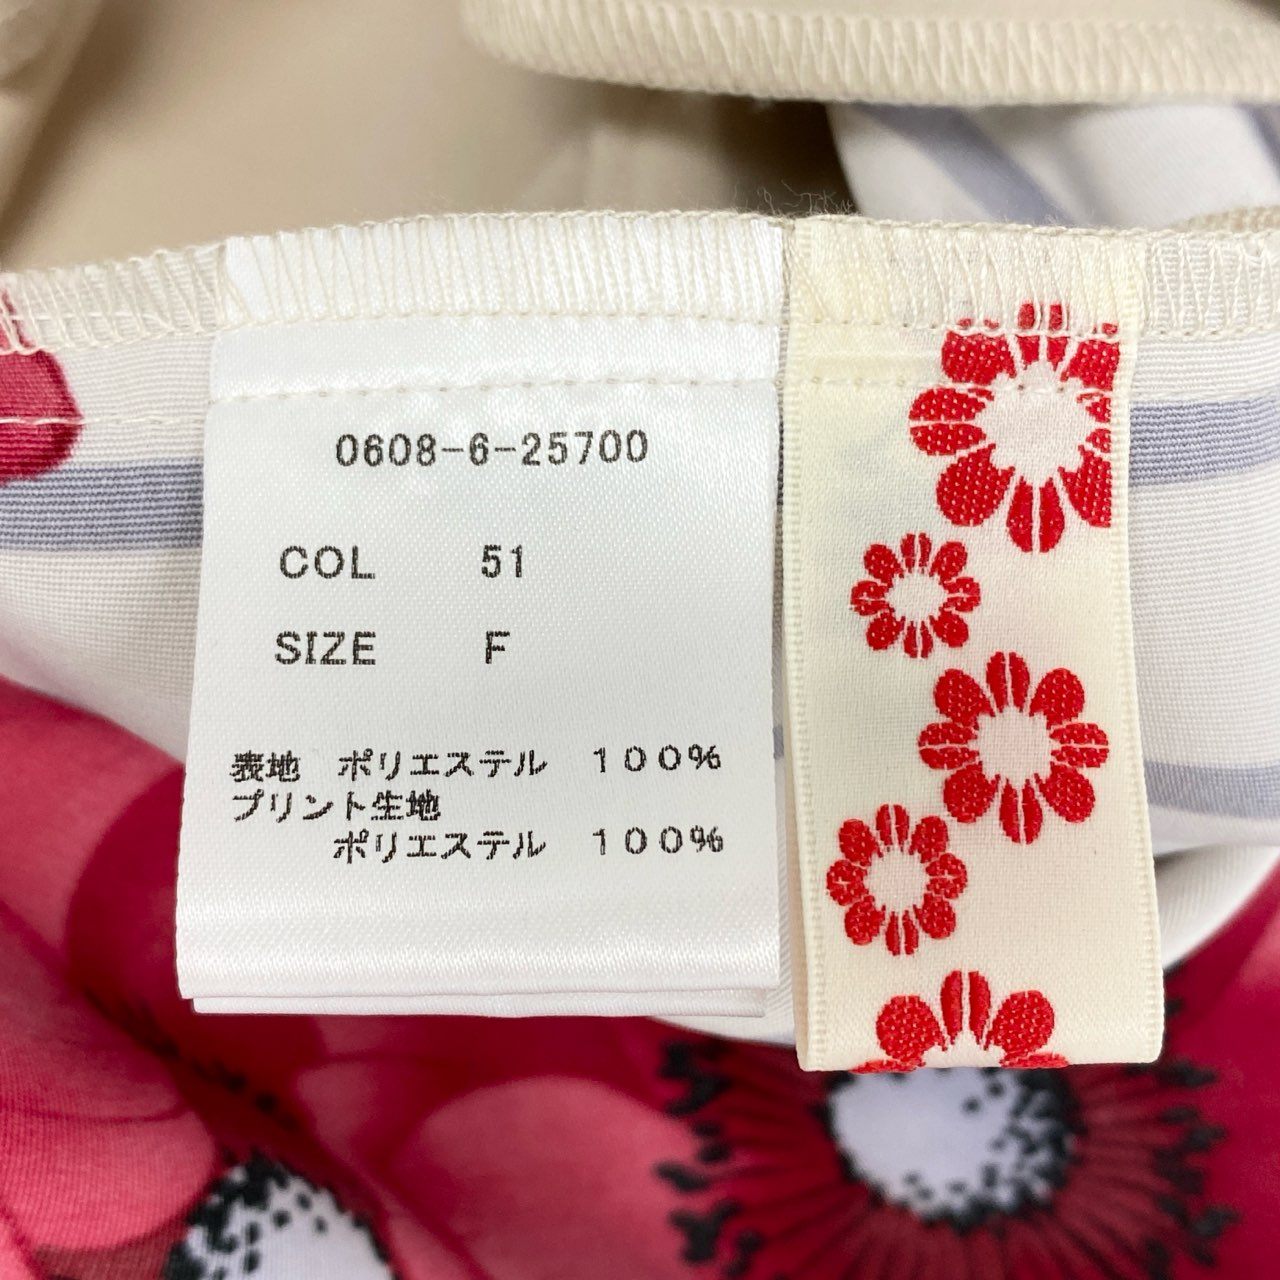 0608-6-25700
COL 51
SIZE F
表地 ポリエステル 100%
プリント生地
ポリエステル 100%